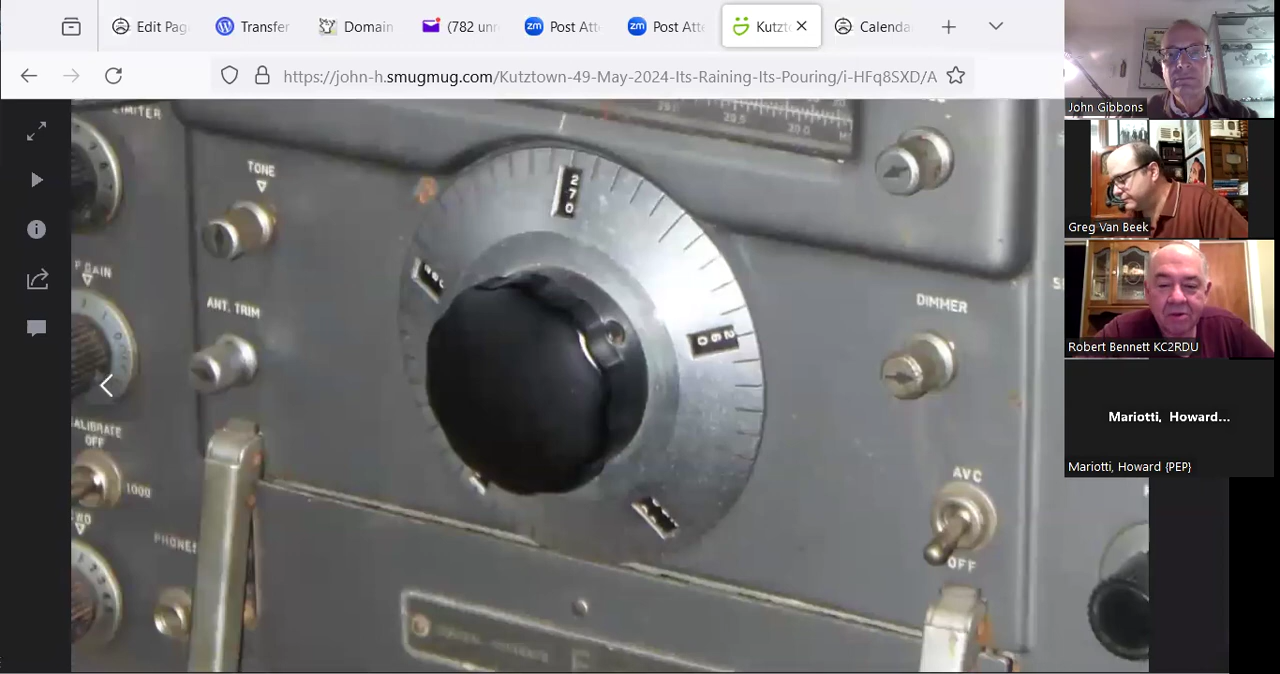 Edit Pag
Transfer
Domain
(782 unr
Post Att
Post Att
Kutzt
Calenda
https://john-h.smugmug.com/Kutztown-49-May-2024-Its-Raining-Its-Pouring/i-HFq8SXD/A
John Gibbons
Greg Van Beek
Robert Bennett KC2RDU
Mariotti, Howard...
Mariotti, Howard {PEP}
LIMITER
TONE
270
260
ANT. TRIM
DIMMER
F GAIN
ALIBRATE
OFF
1000
AVC
OFF
PHONES